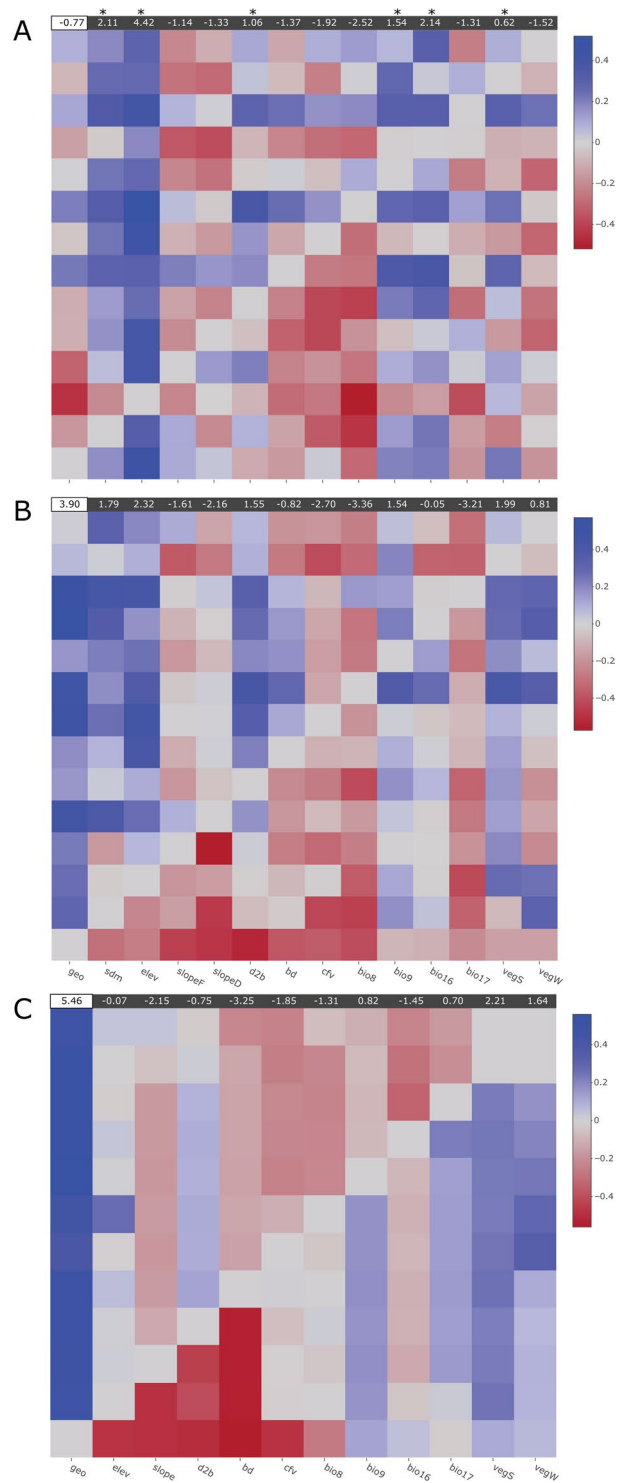 A
* * * * * *
-0.77 2.11 4.42 -1.14 -1.33 1.06 -1.37 -1.92 -2.52 1.54 2.14 -1.31 0.62 -1.52
0.4
0.2
0
−0.2
−0.4
B
3.90 1.79 2.32 -1.61 -2.16 1.55 -0.82 -2.70 -3.36 1.54 -0.05 -3.21 1.99 0.81
0.4
0.2
0
−0.2
−0.4
geo sdm elev slopeF slopeD d2b bd cfv bio8 bio9 bio16 bio17 vegS vegW
C
5.46 -0.07 -2.15 -0.75 -3.25 -1.85 -1.31 0.82 -1.45 0.70 2.21 1.64
0.4
0.2
0
−0.2
−0.4
geo elev slope d2b bd cfv bio8 bio9 bio16 bio17 vegS vegW